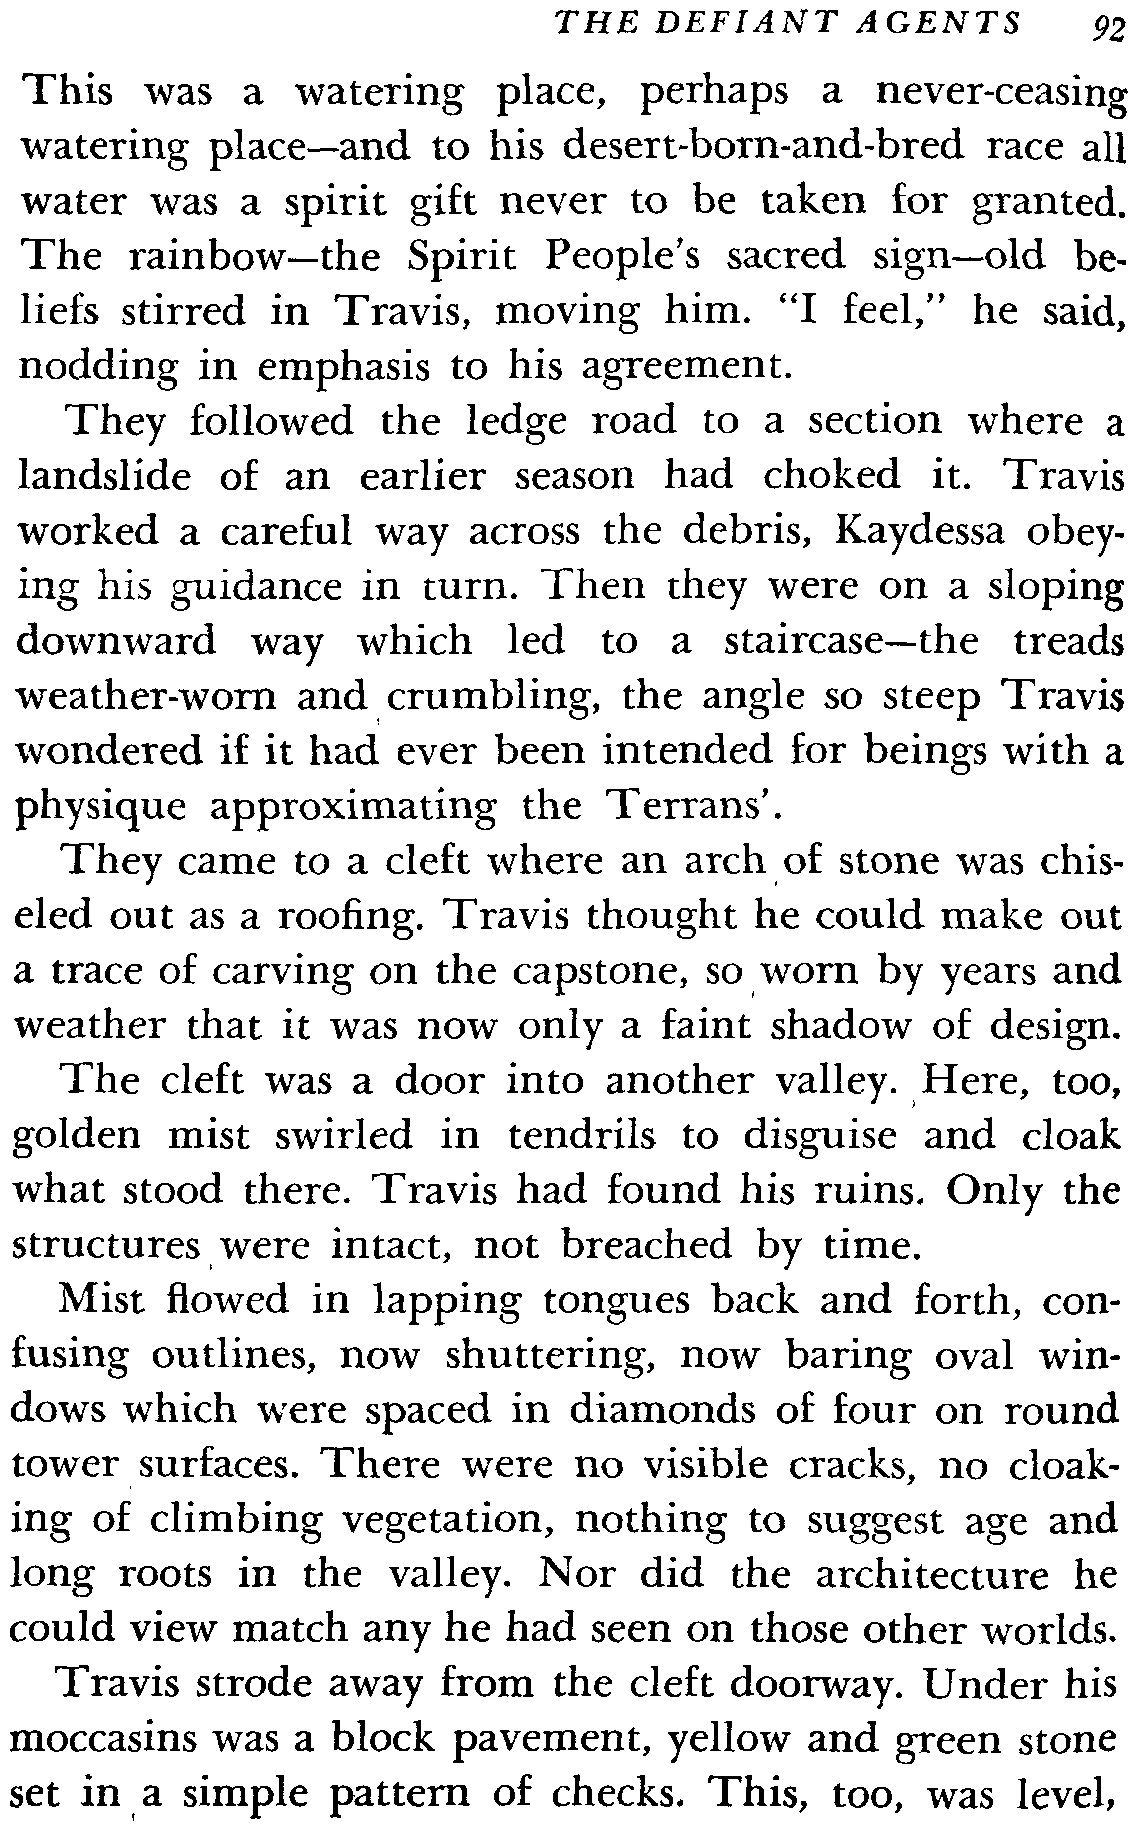 THE DEFIANT AGENTS 92
This was a watering place, perhaps a never-ceasing
watering place—and to his desert-born-and-bred race all
water was a spirit gift never to be taken for granted.
The rainbow—the Spirit People's sacred sign—old be-
liefs stirred in Travis, moving him. "I feel," he said,
nodding in emphasis to his agreement.
They followed the ledge road to a section where a
landslide of an earlier season had choked it. Travis
worked a careful way across the debris, Kaydessa obey-
ing his guidance in turn. Then they were on a sloping
downward way which led to a staircase—the treads
weather-worn and crumbling, the angle so steep Travis
wondered if it had ever been intended for beings with a
physique approximating the Terrans'.
They came to a cleft where an arch of stone was chis-
eled out as a roofing. Travis thought he could make out
a trace of carving on the capstone, so worn by years and
weather that it was now only a faint shadow of design.
The cleft was a door into another valley. Here, too,
golden mist swirled in tendrils to disguise and cloak
what stood there. Travis had found his ruins. Only the
structures were intact, not breached by time.
Mist flowed in lapping tongues back and forth, con-
fusing outlines, now shuttering, now baring oval win-
dows which were spaced in diamonds of four on round
tower surfaces. There were no visible cracks, no cloak-
ing of climbing vegetation, nothing to suggest age and
long roots in the valley. Nor did the architecture he
could view match any he had seen on those other worlds.
Travis strode away from the cleft doorway. Under his
moccasins was a block pavement, yellow and green stone
set in a simple pattern of checks. This, too, was level,